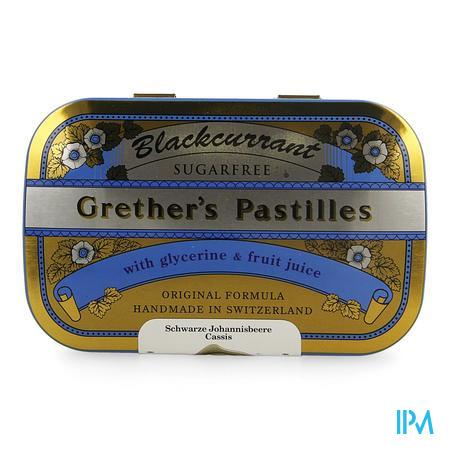 Blackcurrant
SUGARFREE
Grether's Pastilles
with glycerine & fruit juice
ORIGINAL FORMULA
HANDMADE IN SWITZERLAND
Schwarze Johannisbeere
Cassis
IPM